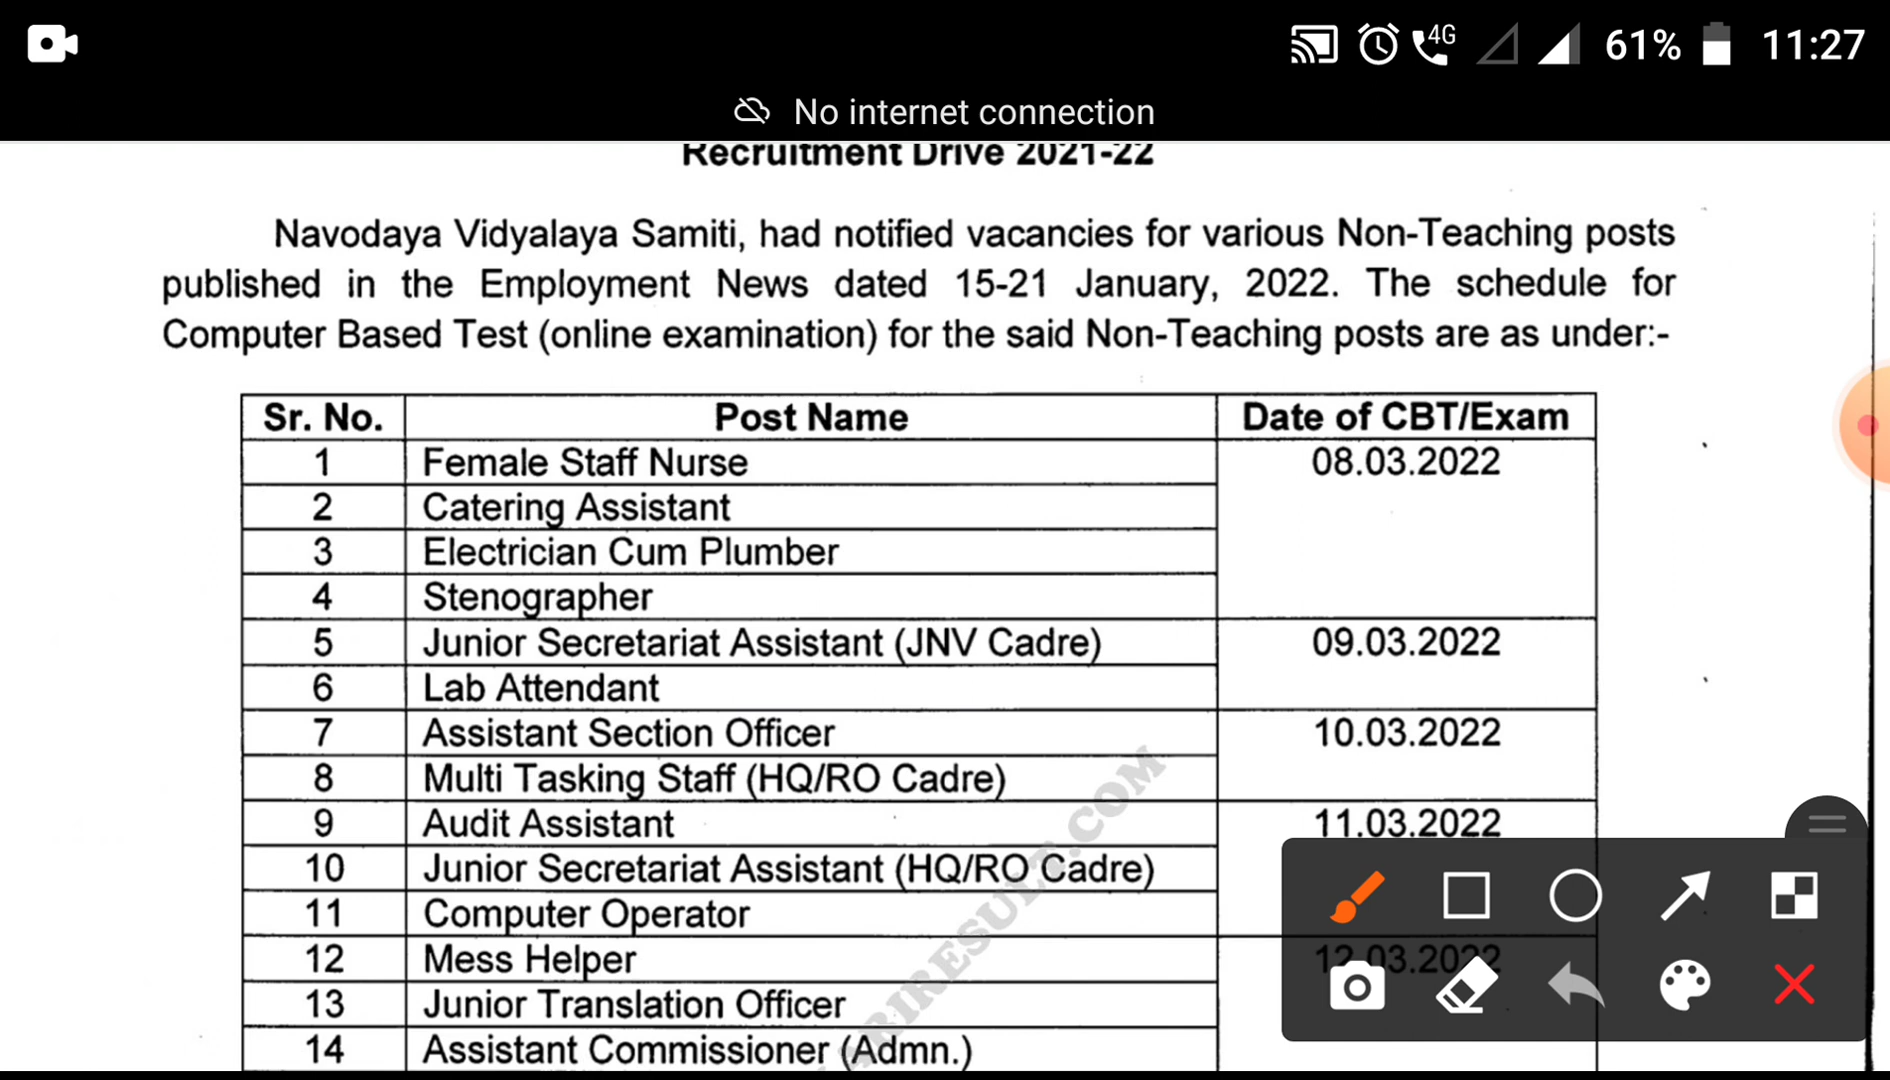 4G 61% 11:27
No internet connection
Recruitment Drive 2021-22
Navodaya Vidyalaya Samiti, had notified vacancies for various Non-Teaching posts
published in the Employment News dated 15-21 January, 2022. The schedule for
Computer Based Test (online examination) for the said Non-Teaching posts are as under:-
Sr. No. Post Name Date of CBT/Exam
1 Female Staff Nurse 08.03.2022
2 Catering Assistant
3 Electrician Cum Plumber
4 Stenographer
5 Junior Secretariat Assistant (JNV Cadre) 09.03.2022
6 Lab Attendant
7 Assistant Section Officer 10.03.2022
8 Multi Tasking Staff (HQ/RO Cadre)
9 Audit Assistant 11.03.2022
10 Junior Secretariat Assistant (HQ/RO Cadre)
11 Computer Operator
12 Mess Helper 12.03.2022
13 Junior Translation Officer
14 Assistant Commissioner (Admn.)